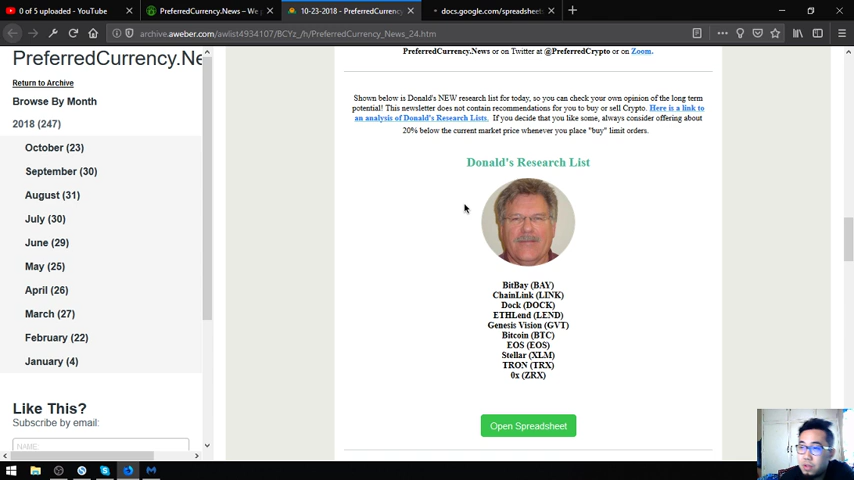 0 of 5 uploaded - YouTube
PreferredCurrency.News – We p
10-23-2018 - PreferredCurrency.
docs.google.com/spreadsheets
archive.aweber.com/awlist4934107/BCYz_/h/PreferredCurrency_News_24.htm
PreferredCurrency.Ne
Return to Archive
Browse By Month
2018 (247)
October (23)
September (30)
August (31)
July (30)
June (29)
May (25)
April (26)
March (27)
February (22)
January (4)
Like This?
Subscribe by email:
NAME
PreferredCurrency.News or on Twitter at @PreferredCrypto or on Zoom.
Shown below is Donald's NEW research list for today, so you can check your own opinion of the long term
potential! This newsletter does not contain recommendations for you to buy or sell Crypto. Here is a link to
an analysis of Donald's Research Lists. If you decide that you like some, always consider offering about
20% below the current market price whenever you place "buy" limit orders.
Donald's Research List
BitBay (BAY)
ChainLink (LINK)
Dock (DOCK)
ETHLend (LEND)
Genesis Vision (GVT)
Bitcoin (BTC)
EOS (EOS)
Stellar (XLM)
TRON (TRX)
0x (ZRX)
Open Spreadsheet